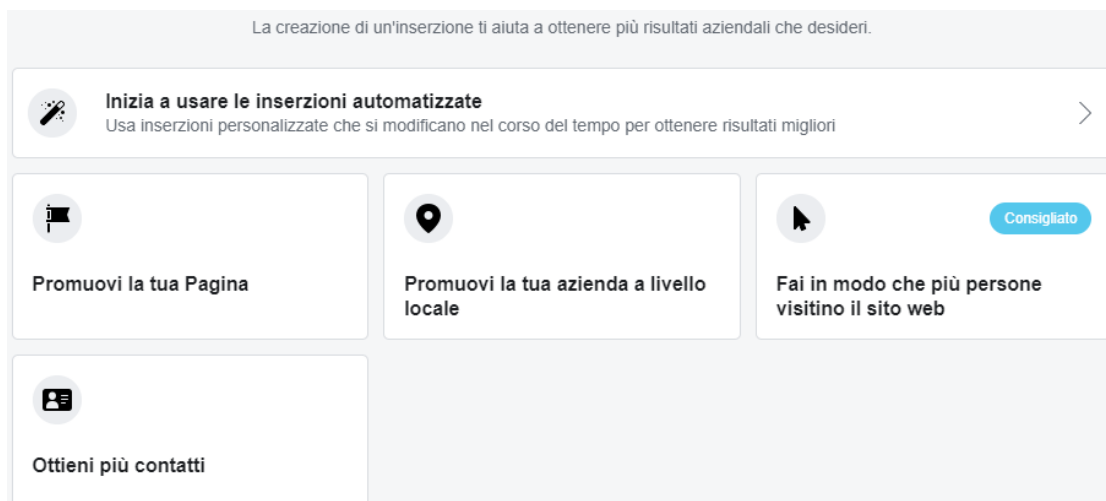 La creazione di un'inserzione ti aiuta a ottenere più risultati aziendali che desideri.
Inizia a usare le inserzioni automatizzate
Usa inserzioni personalizzate che si modificano nel corso del tempo per ottenere risultati migliori
Promuovi la tua Pagina
Promuovi la tua azienda a livello
locale
Consigliato
Fai in modo che più persone
visitino il sito web
Ottieni più contatti